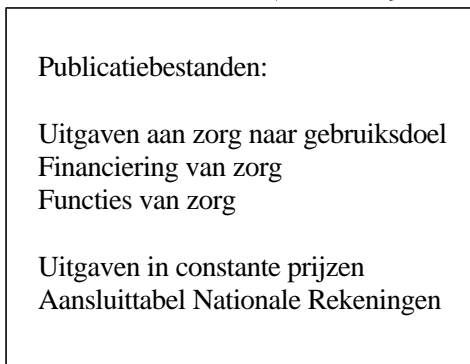 Publicatiebestanden:
Uitgaven aan zorg naar gebruiksdoel
Financiering van zorg
Functies van zorg
Uitgaven in constante prijzen
Aansluittabel Nationale Rekeningen